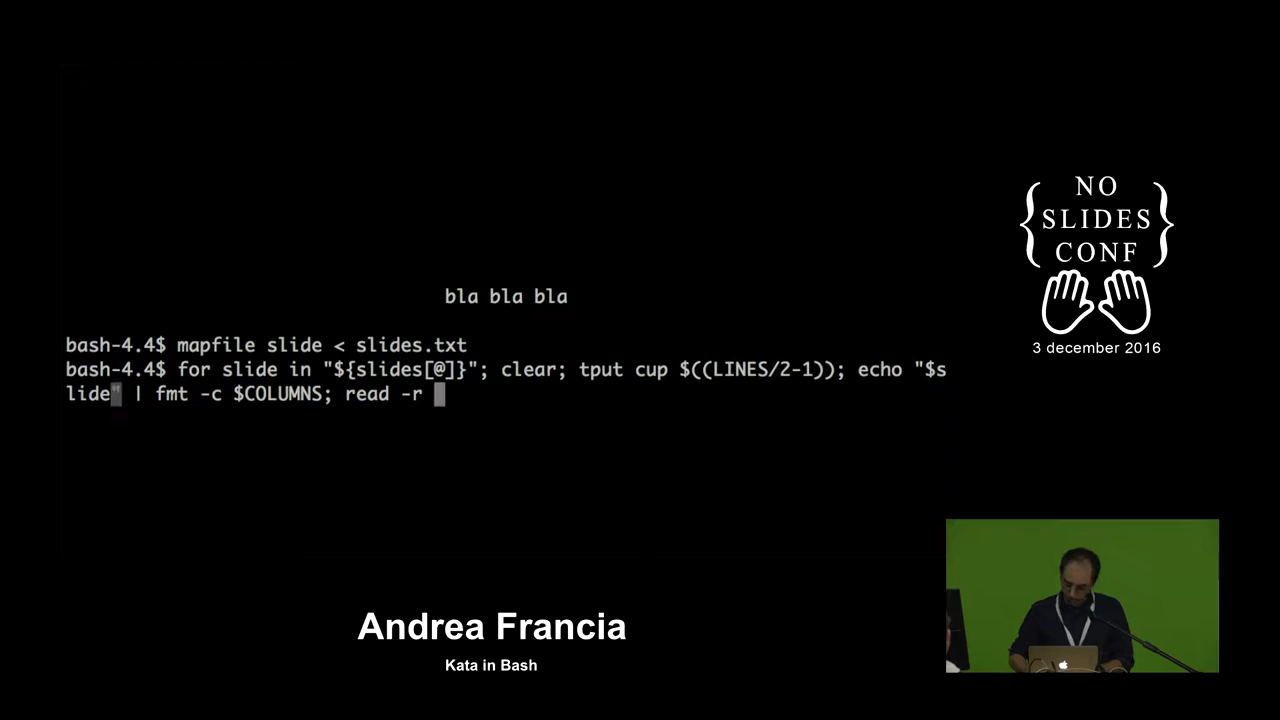 NO
SLIDES
CONF
3 december 2016
bla bla bla
bash-4.4$ mapfile slide < slides.txt
bash-4.4$ for slide in "${slides[@]}"; clear; tput cup $((LINES/2-1)); echo "$s
lide" | fmt -c $COLUMNS; read -r
Andrea Francia
Kata in Bash